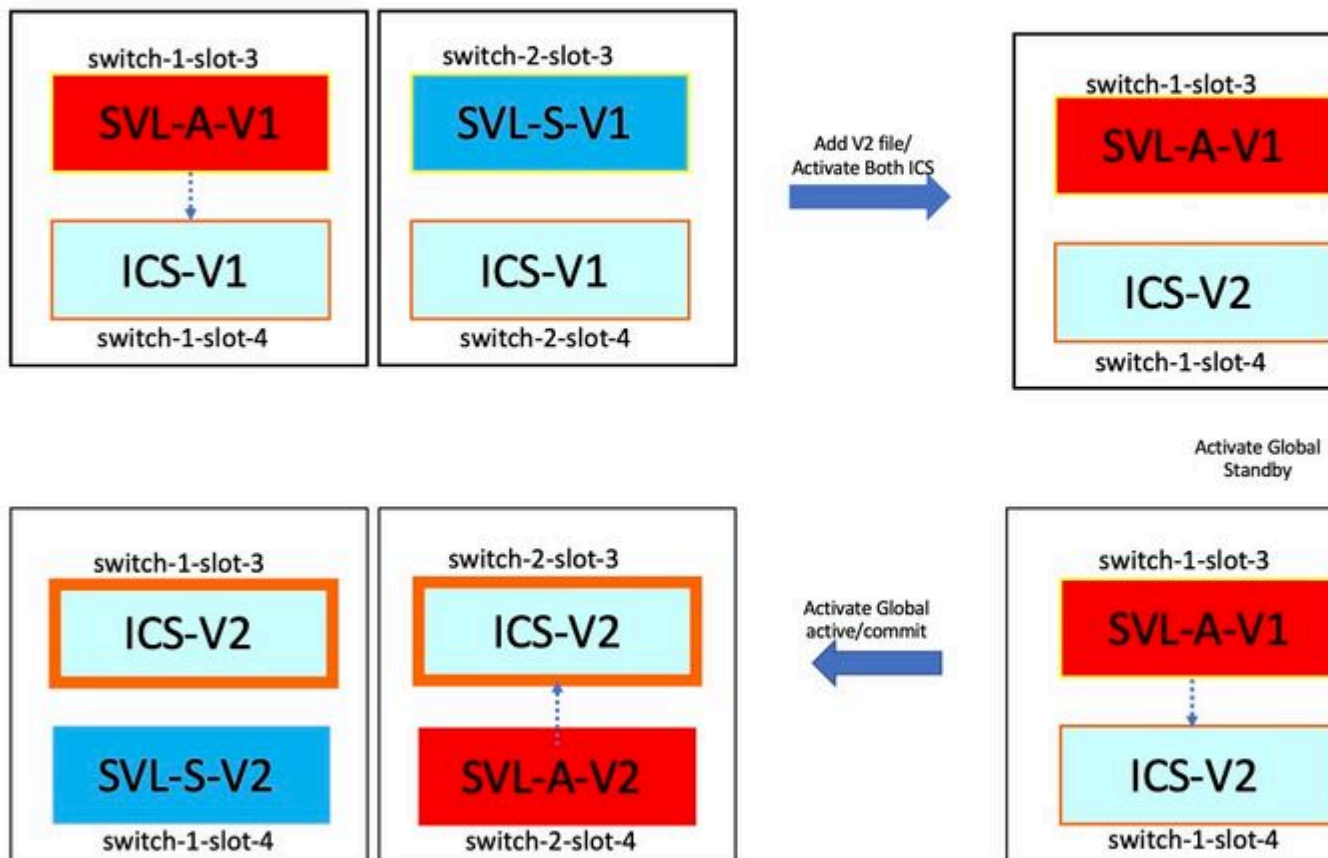 switch-1-slot-3
SVL-A-V1
ICS-V1
switch-1-slot-4
switch-2-slot-3
SVL-S-V1
ICS-V1
switch-2-slot-4
Add V2 file/
Activate Both ICS
switch-1-slot-3
SVL-A-V1
ICS-V2
switch-1-slot-4
Activate Global
Standby
switch-1-slot-3
SVL-A-V1
ICS-V2
switch-1-slot-4
Activate Global
active/commit
switch-1-slot-3
ICS-V2
SVL-S-V2
switch-1-slot-4
switch-2-slot-3
ICS-V2
SVL-A-V2
switch-2-slot-4